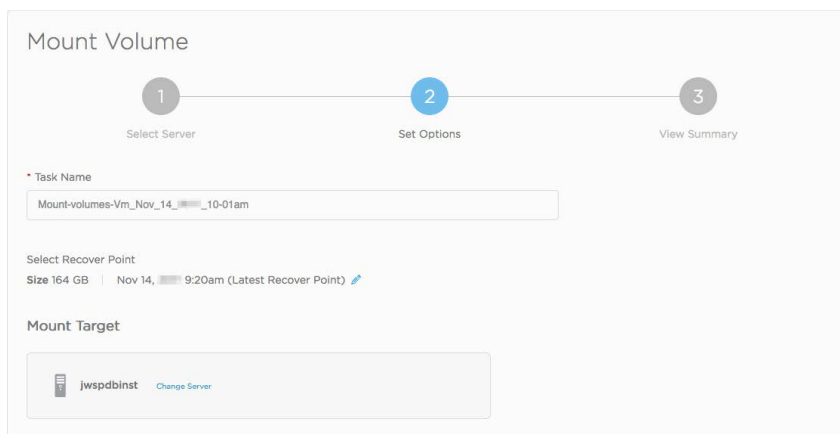 Mount Volume
1 2 3
Select Server Set Options View Summary
* Task Name
Mount-volumes-Vm_Nov_14_ _10-01am
Select Recover Point
Size 164 GB Nov 14, 9:20am (Latest Recover Point)
Mount Target
jwspdbinst Change Server